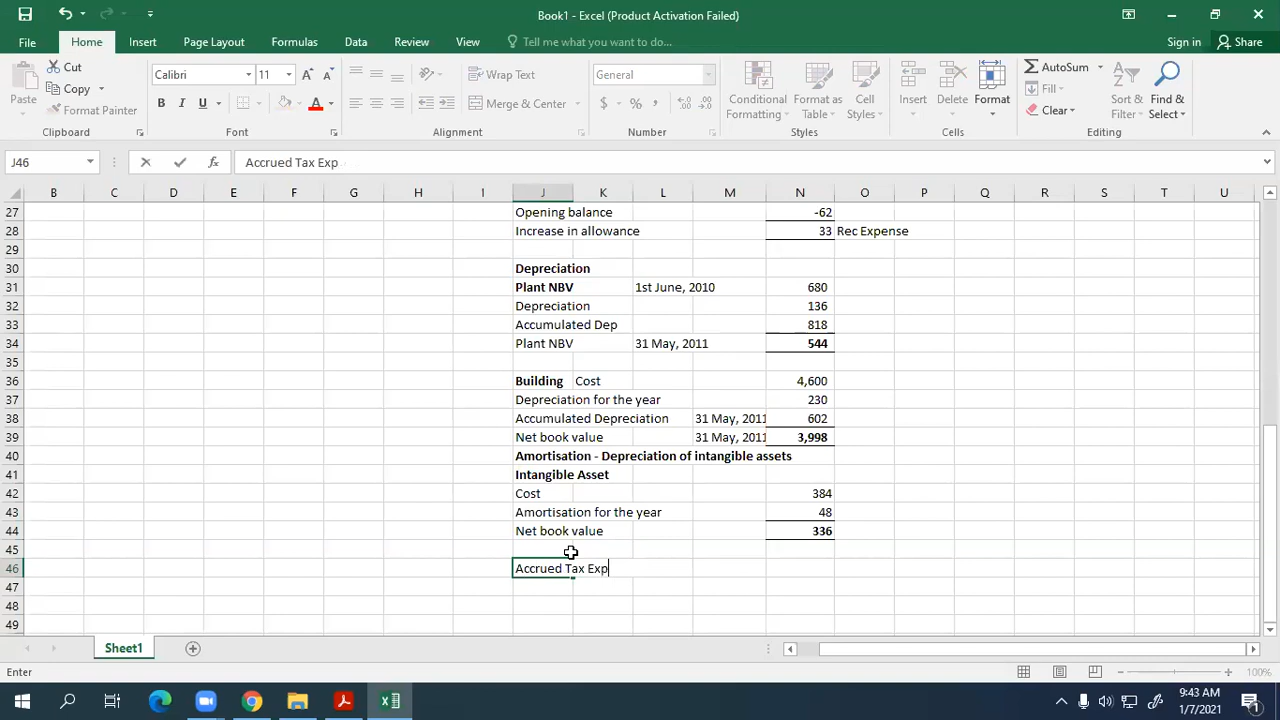 Book1 - Excel (Product Activation Failed)
File Home Insert Page Layout Formulas Data Review View Tell me what you want to do... Sign in Share
Paste Cut Copy Format Painter Clipboard
Calibri 11 A A B I U A Font
Wrap Text Merge & Center Alignment
General $ % , Number
Conditional Formatting Format as Table Cell Styles Styles
Insert Delete Format Cells
AutoSum Fill Clear Sort & Filter Find & Select Editing
J46 fx Accrued Tax Exp
B C D E F G H I J K L M N O P Q R S T U
27 Opening balance -62
28 Increase in allowance 33 Rec Expense
29
30 Depreciation
31 Plant NBV 1st June, 2010 680
32 Depreciation 136
33 Accumulated Dep 818
34 Plant NBV 31 May, 2011 544
35
36 Building Cost 4,600
37 Depreciation for the year 230
38 Accumulated Depreciation 31 May, 2011 602
39 Net book value 31 May, 2011 3,998
40 Amortisation - Depreciation of intangible assets
41 Intangible Asset
42 Cost 384
43 Amortisation for the year 48
44 Net book value 336
45
46 Accrued Tax Exp
47
48
49
Sheet1
Enter 100%
9:43 AM
1/7/2021